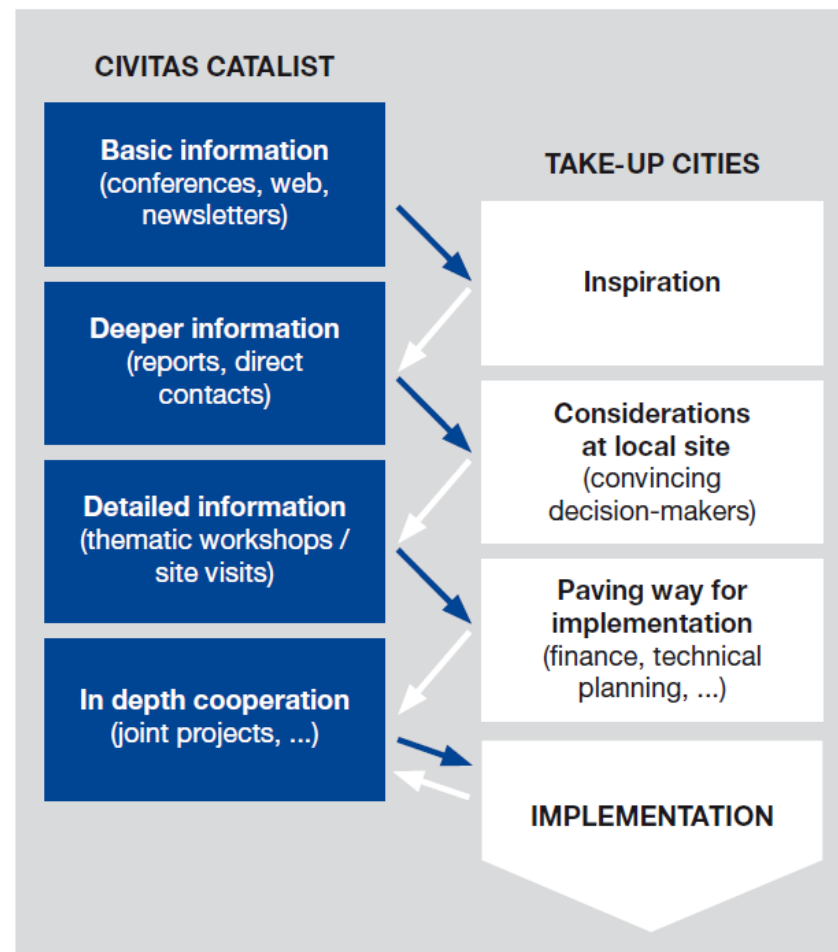 CIVITAS CATALIST
Basic information
(conferences, web,
newsletters)
Deeper information
(reports, direct
contacts)
Detailed information
(thematic workshops /
site visits)
In depth cooperation
(joint projects, ...)
TAKE-UP CITIES
Inspiration
Considerations
at local site
(convincing
decision-makers)
Paving way for
implementation
(finance, technical
planning, ...)
IMPLEMENTATION